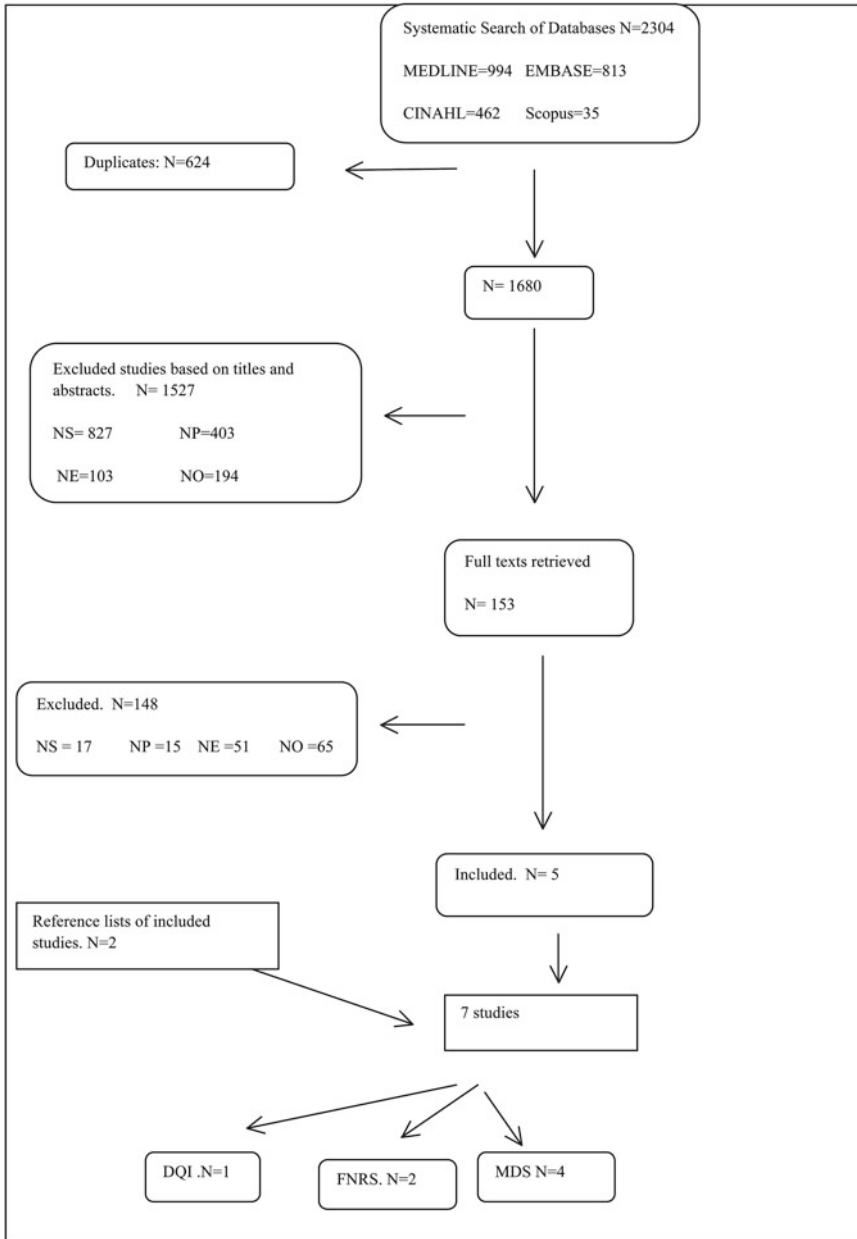 Systematic Search of Databases N=2304
MEDLINE=994 EMBASE=813
CINAHL=462 Scopus=35
Duplicates: N=624
N= 1680
Excluded studies based on titles and
abstracts. N= 1527
NS= 827 NP=403
NE=103 NO=194
Full texts retrieved
N= 153
Excluded. N=148
NS = 17 NP =15 NE =51 NO =65
Included. N= 5
Reference lists of included
studies. N=2
7 studies
DQI .N=1
FNRS. N=2
MDS N=4